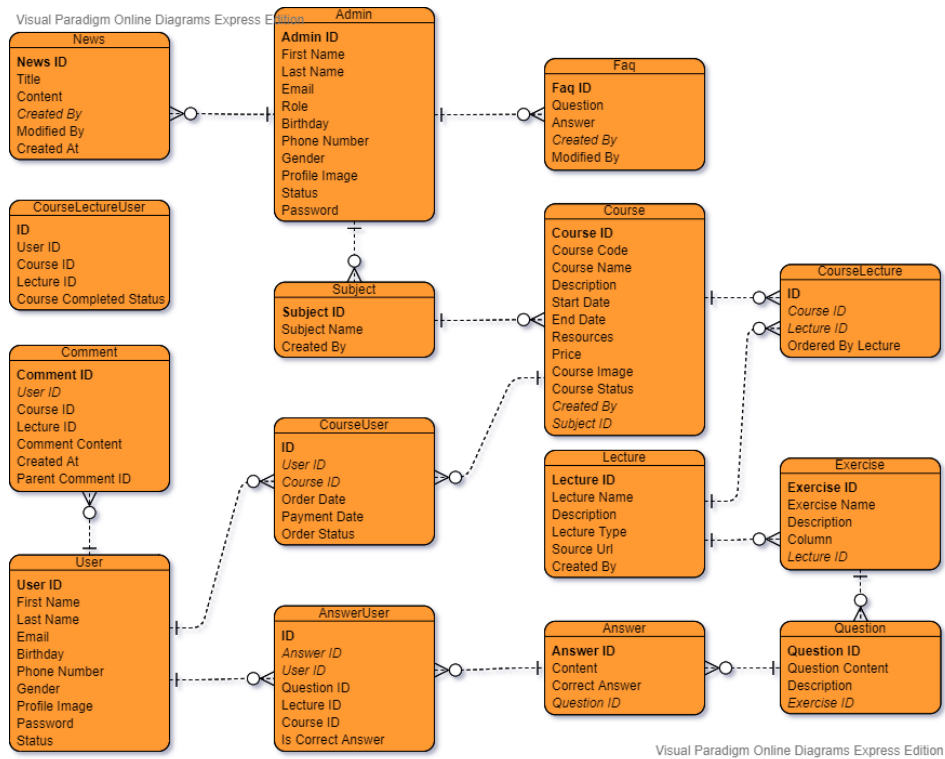 Visual Paradigm Online Diagrams Express Edition
News
News ID
Title
Content
Created By
Modified By
Created At
Admin
Admin ID
First Name
Last Name
Email
Role
Birthday
Phone Number
Gender
Profile Image
Status
Password
Faq
Faq ID
Question
Answer
Created By
Modified By
CourseLectureUser
ID
User ID
Course ID
Lecture ID
Course Completed Status
Subject
Subject ID
Subject Name
Created By
Course
Course ID
Course Code
Course Name
Description
Start Date
End Date
Resources
Price
Course Image
Course Status
Created By
Subject ID
CourseLecture
ID
Course ID
Lecture ID
Ordered By Lecture
Comment
Comment ID
User ID
Course ID
Lecture ID
Comment Content
Created At
Parent Comment ID
CourseUser
ID
User ID
Course ID
Order Date
Payment Date
Order Status
Lecture
Lecture ID
Lecture Name
Description
Lecture Type
Source Url
Created By
Exercise
Exercise ID
Exercise Name
Description
Column
Lecture ID
User
User ID
First Name
Last Name
Email
Birthday
Phone Number
Gender
Profile Image
Password
Status
AnswerUser
ID
Answer ID
User ID
Question ID
Lecture ID
Course ID
Is Correct Answer
Answer
Answer ID
Content
Correct Answer
Question ID
Question
Question ID
Question Content
Description
Exercise ID
Visual Paradigm Online Diagrams Express Edition